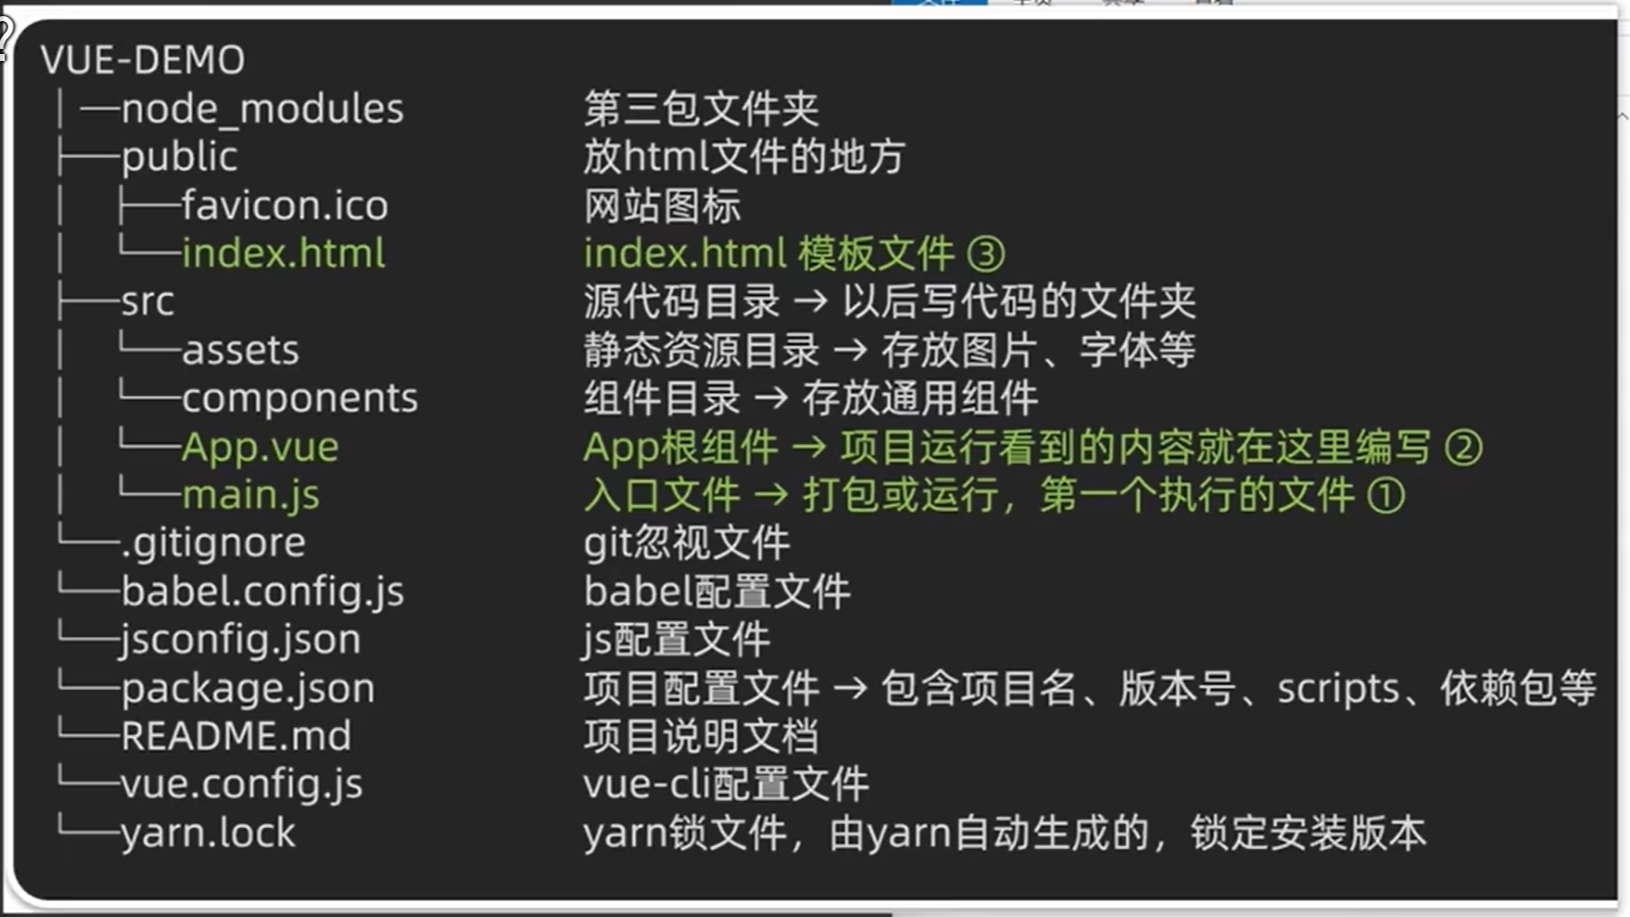 VUE-DEMO
│ ─node_modules 第三包文件夹
├──public 放html文件的地方
│ ├──favicon.ico 网站图标
│ └──index.html index.html 模板文件 ③
├──src 源代码目录 → 以后写代码的文件夹
│ └──assets 静态资源目录 → 存放图片、字体等
│ └──components 组件目录 → 存放通用组件
│ └──App.vue App根组件 → 项目运行看到的内容就在这里编写 ②
│ └──main.js 入口文件 → 打包或运行，第一个执行的文件 ①
└──.gitignore git忽视文件
└──babel.config.js babel配置文件
└──jsconfig.json js配置文件
└──package.json 项目配置文件 → 包含项目名、版本号、scripts、依赖包等
└──README.md 项目说明文档
└──vue.config.js vue-cli配置文件
└──yarn.lock yarn锁文件，由yarn自动生成的，锁定安装版本